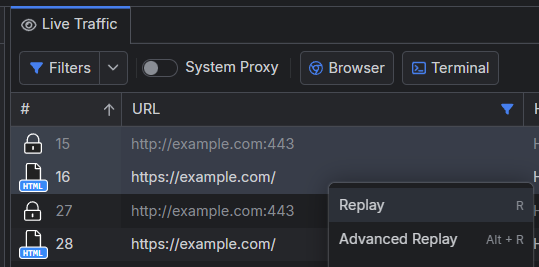 Live Traffic
Filters System Proxy Browser Terminal
# URL
15 http://example.com:443
HTML 16 https://example.com/
27 http://example.com:443
HTML 28 https://example.com/
Replay R
Advanced Replay Alt + R